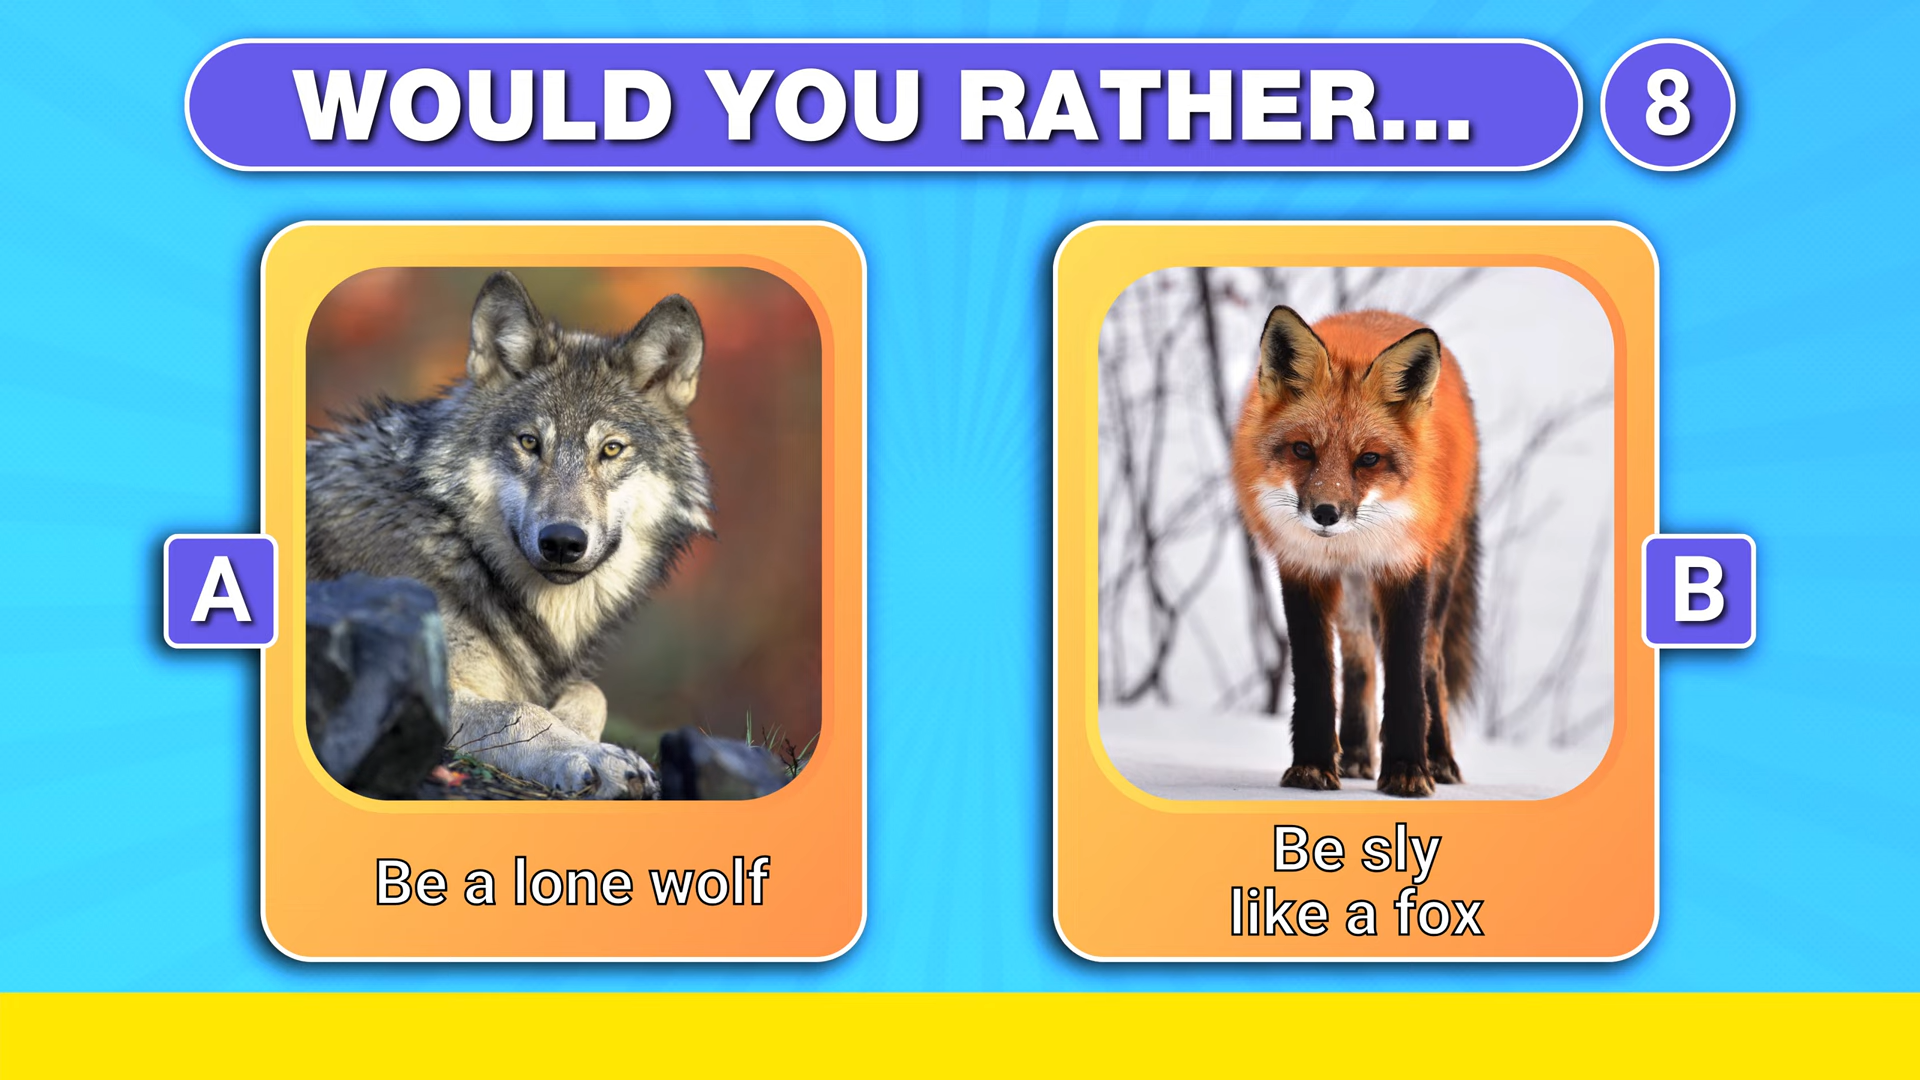 WOULD YOU RATHER...
8
A
Be a lone wolf
B
Be sly
like a fox